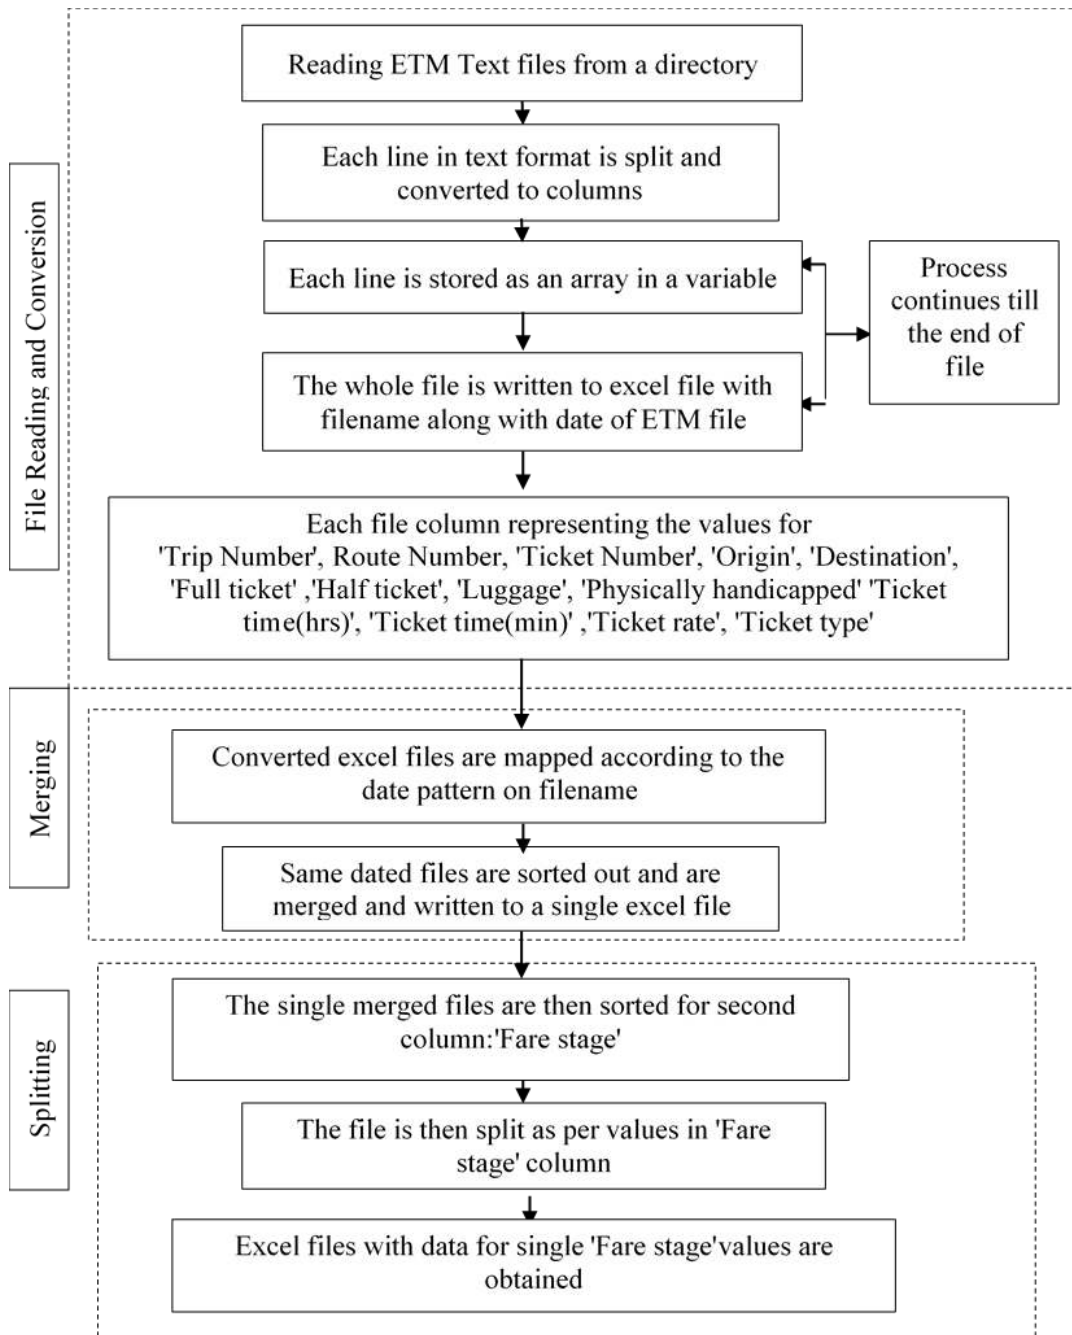 Reading ETM Text files from a directory
Each line in text format is split and
converted to columns
File Reading and Conversion
Each line is stored as an array in a variable
Process
continues till
the end of
file
The whole file is written to excel file with
filename along with date of ETM file
Each file column representing the values for
'Trip Number', Route Number, 'Ticket Number', 'Origin', 'Destination',
'Full ticket' ,'Half ticket', 'Luggage', 'Physically handicapped' 'Ticket
time(hrs)', 'Ticket time(min)' ,'Ticket rate', 'Ticket type'
Merging
Converted excel files are mapped according to the
date pattern on filename
Same dated files are sorted out and are
merged and written to a single excel file
Splitting
The single merged files are then sorted for second
column:'Fare stage'
The file is then split as per values in 'Fare
stage' column
Excel files with data for single 'Fare stage'values are
obtained